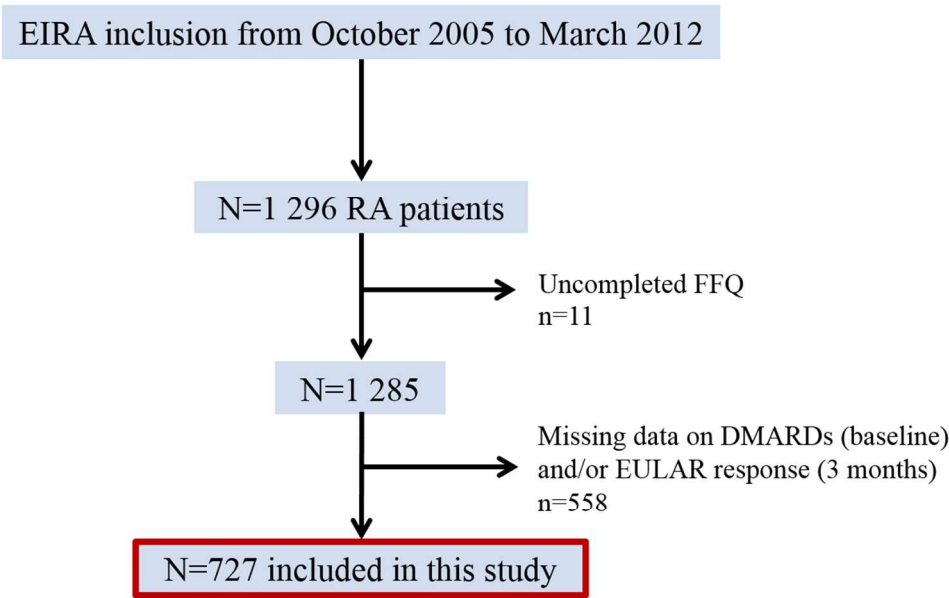 EIRA inclusion from October 2005 to March 2012
N=1 296 RA patients
Uncompleted FFQ
n=11
N=1 285
Missing data on DMARDs (baseline)
and/or EULAR response (3 months)
n=558
N=727 included in this study